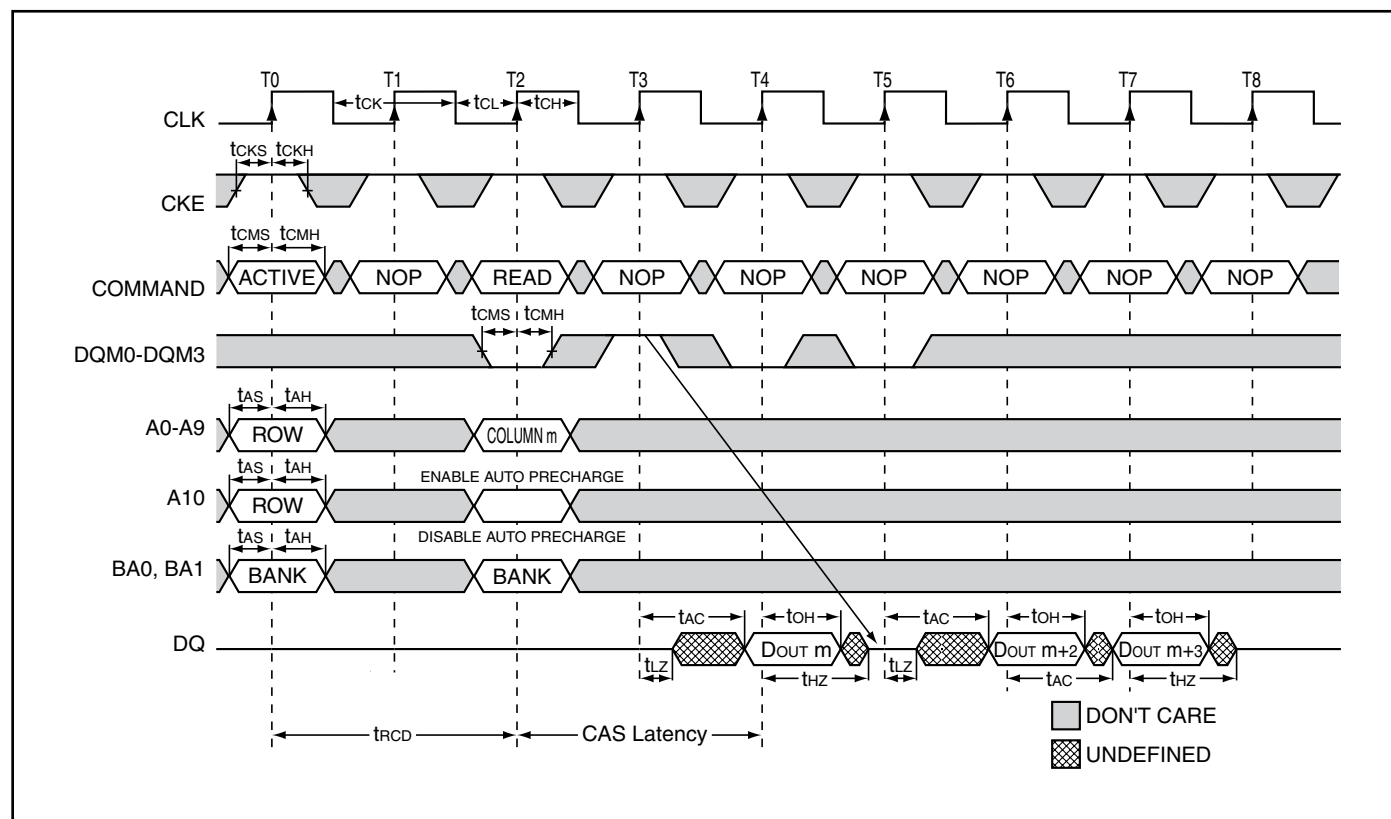 T0 T1 T2 T3 T4 T5 T6 T7 T8
tCK tCL tCH
CLK
tCKS tCKH
CKE
tCMS tCMH
COMMAND ACTIVE NOP READ NOP NOP NOP NOP NOP NOP
tCMS tCMH
DQM0-DQM3
tAS tAH
A0-A9 ROW COLUMN m
tAS tAH ENABLE AUTO PRECHARGE
A10 ROW
tAS tAH DISABLE AUTO PRECHARGE
BA0, BA1 BANK BANK
tAC tOH tAC tOH tOH
DQ DOUT m DOUT m+2 DOUT m+3
tLZ tHZ tLZ tAC tHZ
DON'T CARE
tRCD CAS Latency
UNDEFINED